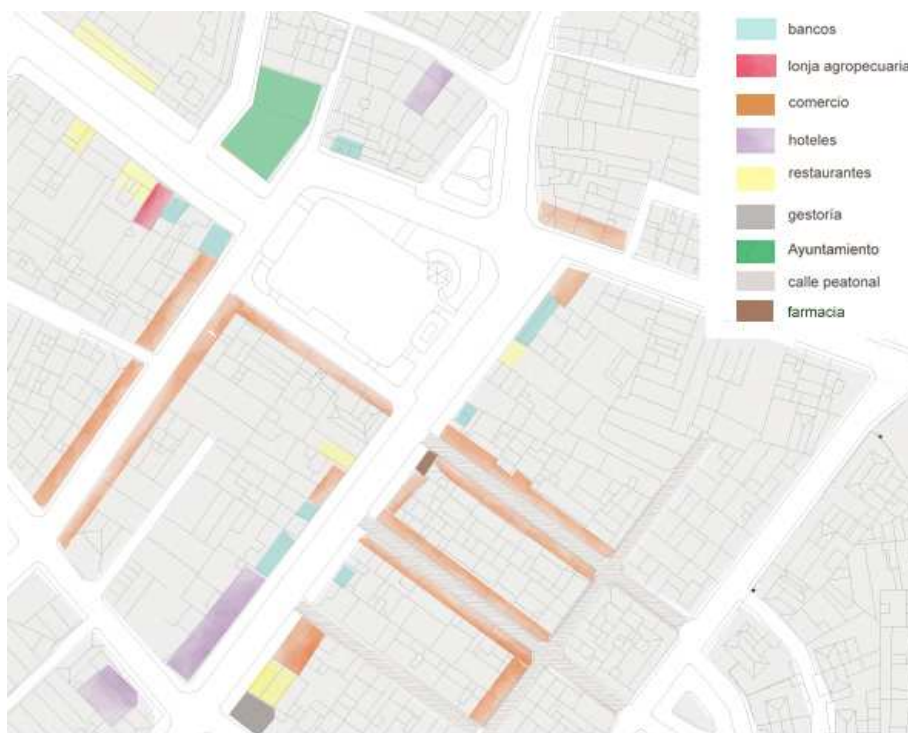 bancos
lonja agropecuaria
comercio
hoteles
restaurantes
gestoría
Ayuntamiento
calle peatonal
farmacia